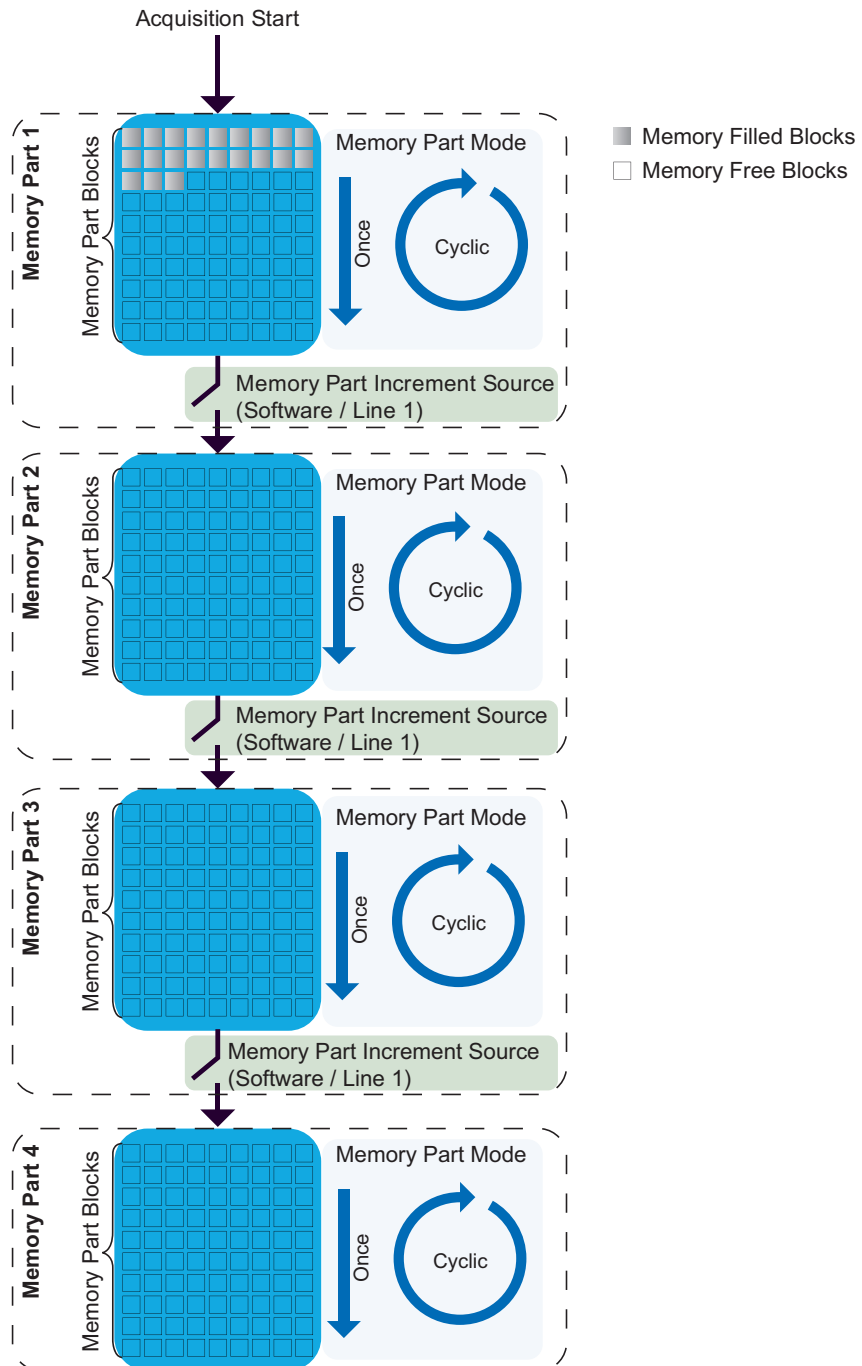 Acquisition Start
Memory Filled Blocks
Memory Free Blocks
Memory Part 1
Memory Part Blocks
Memory Part Mode
Once
Cyclic
Memory Part Increment Source
(Software / Line 1)
Memory Part 2
Memory Part Blocks
Memory Part Mode
Once
Cyclic
Memory Part Increment Source
(Software / Line 1)
Memory Part 3
Memory Part Blocks
Memory Part Mode
Once
Cyclic
Memory Part Increment Source
(Software / Line 1)
Memory Part 4
Memory Part Blocks
Memory Part Mode
Once
Cyclic